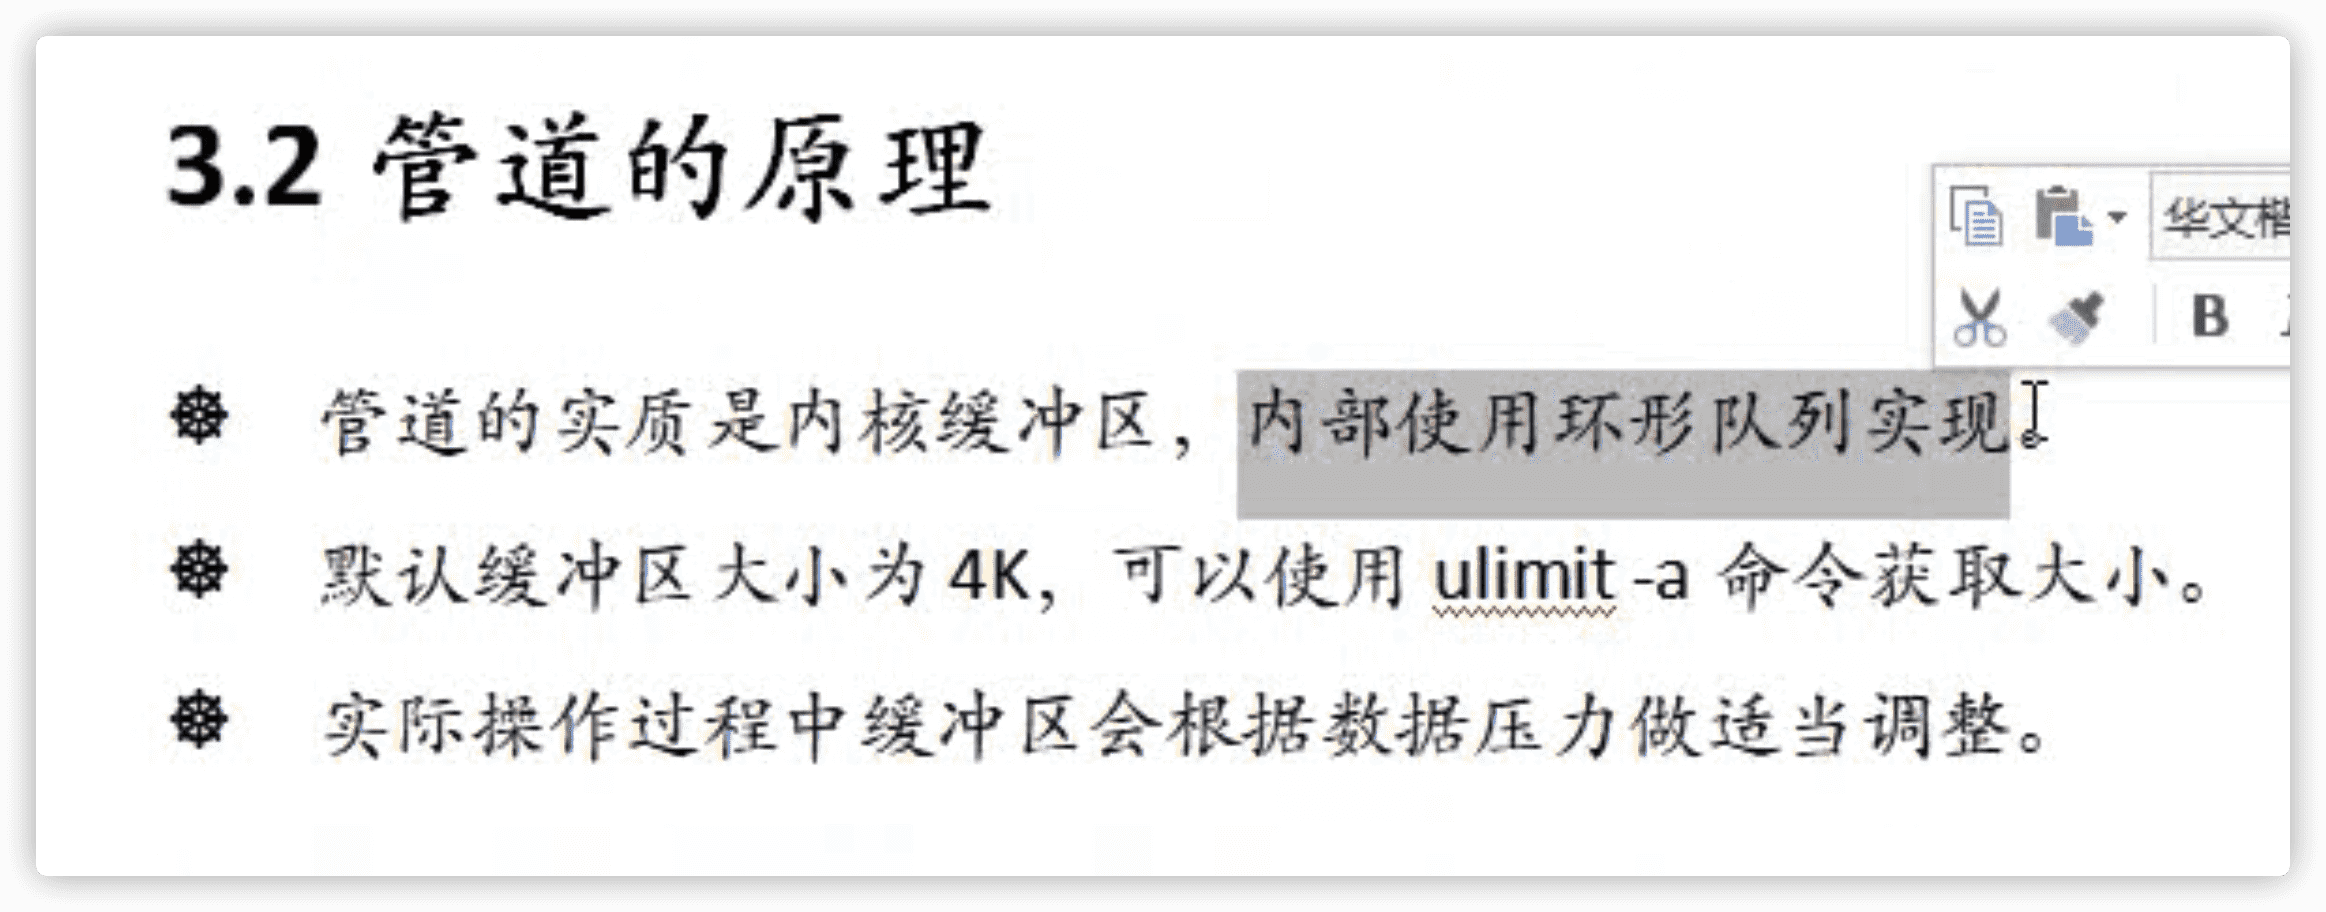 3.2 管道的原理
华文楷
B
管道的实质是内核缓冲区，内部使用环形队列实现。
默认缓冲区大小为 4K，可以使用 ulimit -a 命令获取大小。
实际操作过程中缓冲区会根据数据压力做适当调整。